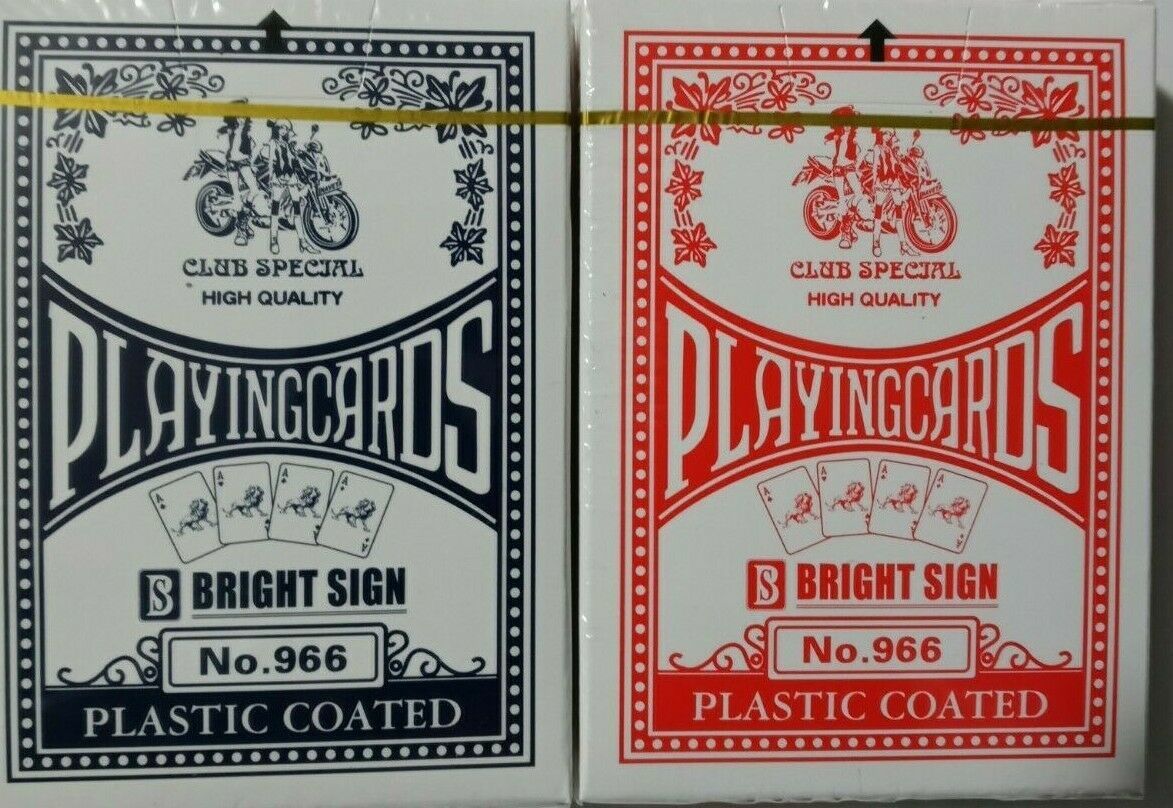 CLUB SPECIAL
HIGH QUALITY
PLAYINGCARDS
A
A
A
A
A
BS BRIGHT SIGN
No.966
PLASTIC COATED
CLUB SPECIAL
HIGH QUALITY
PLAYINGCARDS
A
A
A
A
A
BS BRIGHT SIGN
No.966
PLASTIC COATED